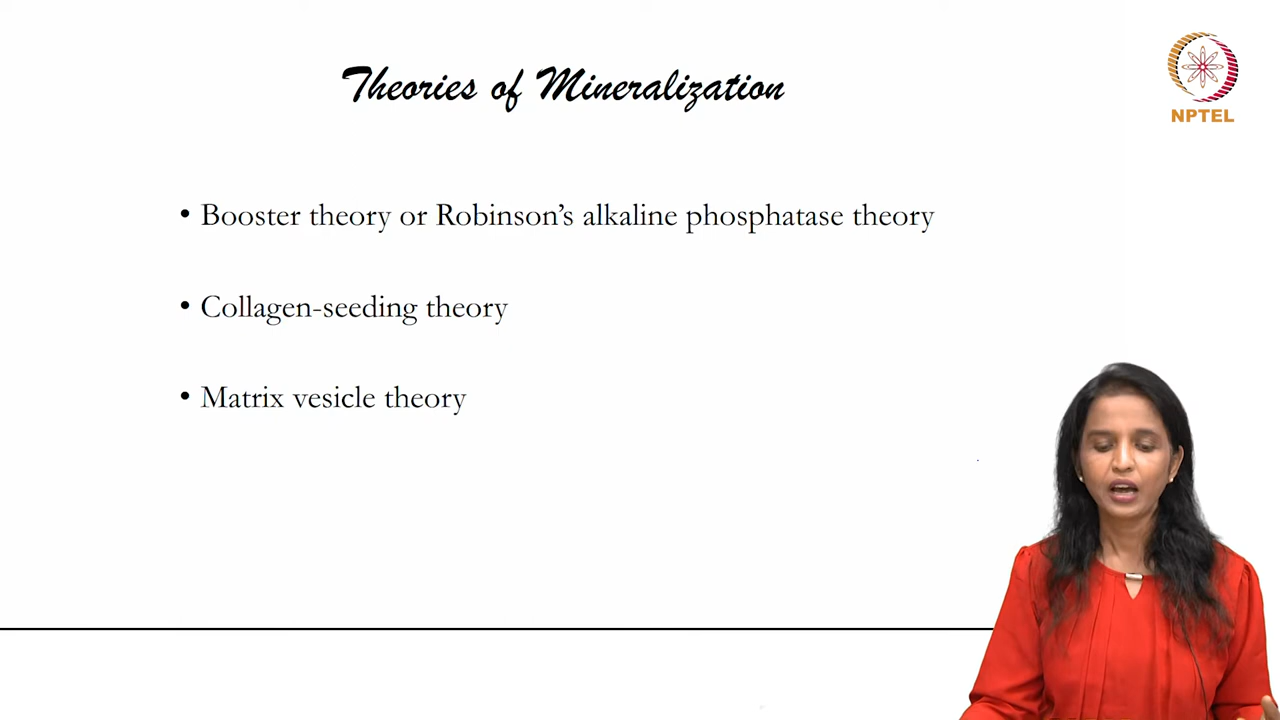 Theories of Mineralization
NPTEL
• Booster theory or Robinson’s alkaline phosphatase theory
• Collagen-seeding theory
• Matrix vesicle theory